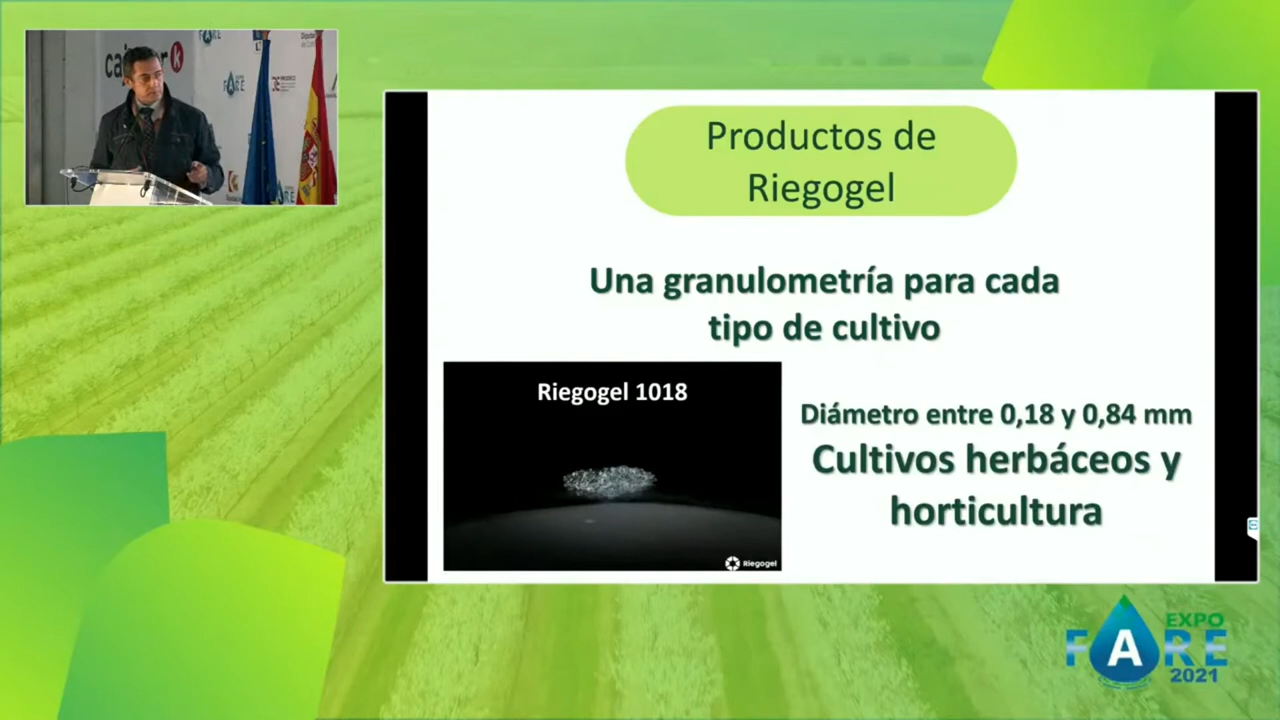 Productos de
Riegogel
Una granulometría para cada
tipo de cultivo
Riegogel 1018
Diámetro entre 0,18 y 0,84 mm
Cultivos herbáceos y
horticultura
Riegogel
EXPO
FARE
2021